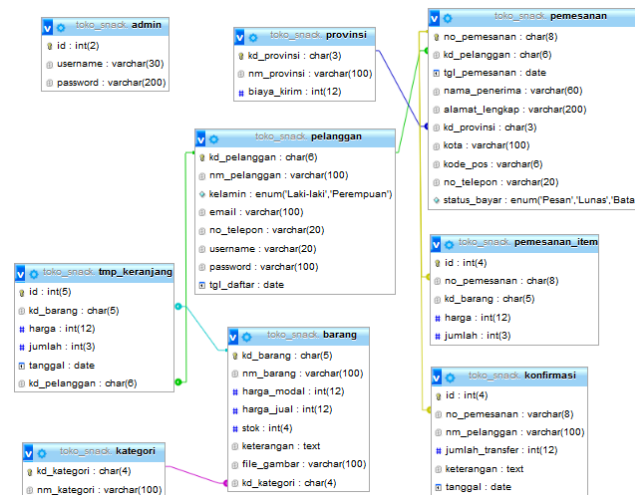 toko_snack admin
id : int(2)
username : varchar(30)
password : varchar(200)
toko_snack provinsi
kd_provinsi : char(3)
nm_provinsi : varchar(100)
biaya_kirim : int(12)
toko_snack pemesanan
no_pemesanan : char(8)
kd_pelanggan : char(6)
tgl_pemesanan : date
nama_penerima : varchar(60)
alamat_lengkap : varchar(200)
kd_provinsi : char(3)
kota : varchar(100)
kode_pos : varchar(6)
no_telepon : varchar(20)
status_bayar : enum('Pesan','Lunas','Bata
toko_snack pelanggan
kd_pelanggan : char(6)
nm_pelanggan : varchar(100)
kelamin : enum('Laki-laki','Perempuan')
email : varchar(100)
no_telepon : varchar(20)
username : varchar(20)
password : varchar(100)
tgl_daftar : date
toko_snack pemesanan_item
id : int(4)
no_pemesanan : char(8)
kd_barang : char(5)
harga : int(12)
jumlah : int(3)
toko_snack tmp_keranjang
id : int(5)
kd_barang : char(5)
harga : int(12)
jumlah : int(3)
tanggal : date
kd_pelanggan : char(6)
toko_snack barang
kd_barang : char(5)
nm_barang : varchar(100)
harga_modal : int(12)
harga_jual : int(12)
stok : int(4)
keterangan : text
file_gambar : varchar(100)
kd_kategori : char(4)
toko_snack konfirmasi
id : int(4)
no_pemesanan : varchar(8)
nm_pelanggan : varchar(100)
jumlah_transfer : int(12)
keterangan : text
tanggal : date
toko_snack kategori
kd_kategori : char(4)
nm_kategori : varchar(100)